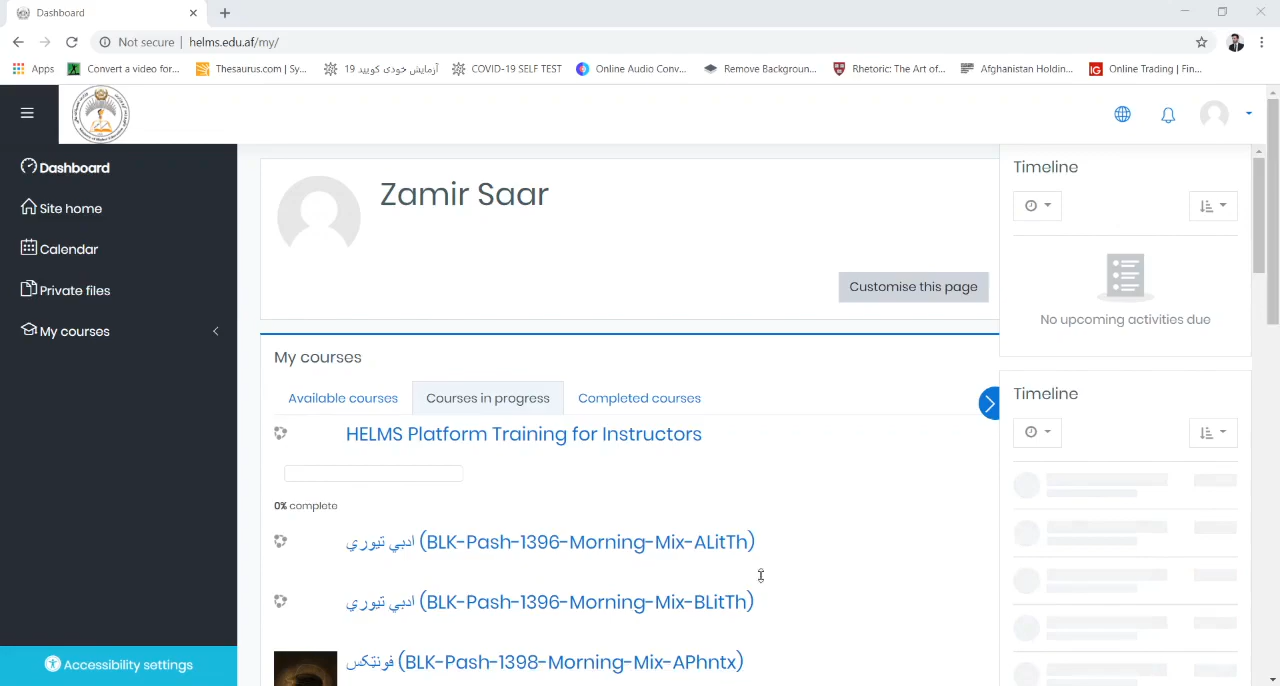 Dashboard
Not secure | helms.edu.af/my/
Apps
Convert a video for...
Thesaurus.com | Sy...
آزمایش خودی کویید 19
COVID-19 SELF TEST
Online Audio Conv...
Remove Backgroun...
Rhetoric: The Art of...
Afghanistan Holdin...
IG
Online Trading | Fin...
Dashboard
Site home
Calendar
Private files
My courses
Accessibility settings
Zamir Saar
Customise this page
My courses
Available courses
Courses in progress
Completed courses
HELMS Platform Training for Instructors
0% complete
ادبي تيوري (BLK-Pash-1396-Morning-Mix-ALitTh)
ادبي تيوري (BLK-Pash-1396-Morning-Mix-BLitTh)
فونټکس (BLK-Pash-1398-Morning-Mix-APhntx)
Timeline
No upcoming activities due
Timeline